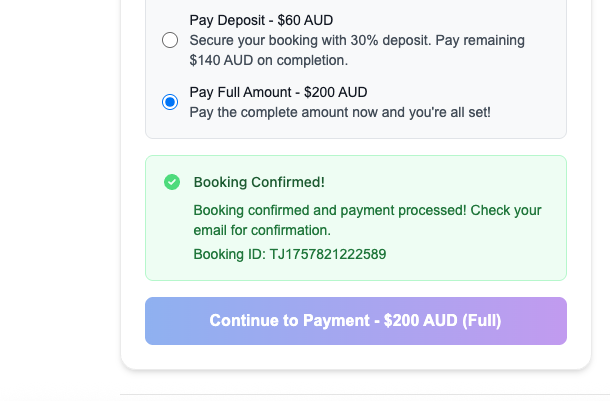 Pay Deposit - $60 AUD
Secure your booking with 30% deposit. Pay remaining
$140 AUD on completion.
Pay Full Amount - $200 AUD
Pay the complete amount now and you're all set!
Booking Confirmed!
Booking confirmed and payment processed! Check your
email for confirmation.
Booking ID: TJ1757821222589
Continue to Payment - $200 AUD (Full)